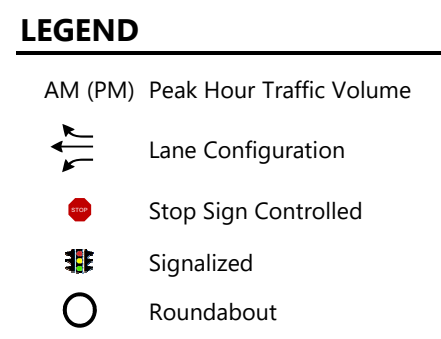 LEGEND
AM (PM) Peak Hour Traffic Volume
Lane Configuration
STOP Stop Sign Controlled
Signalized
Roundabout